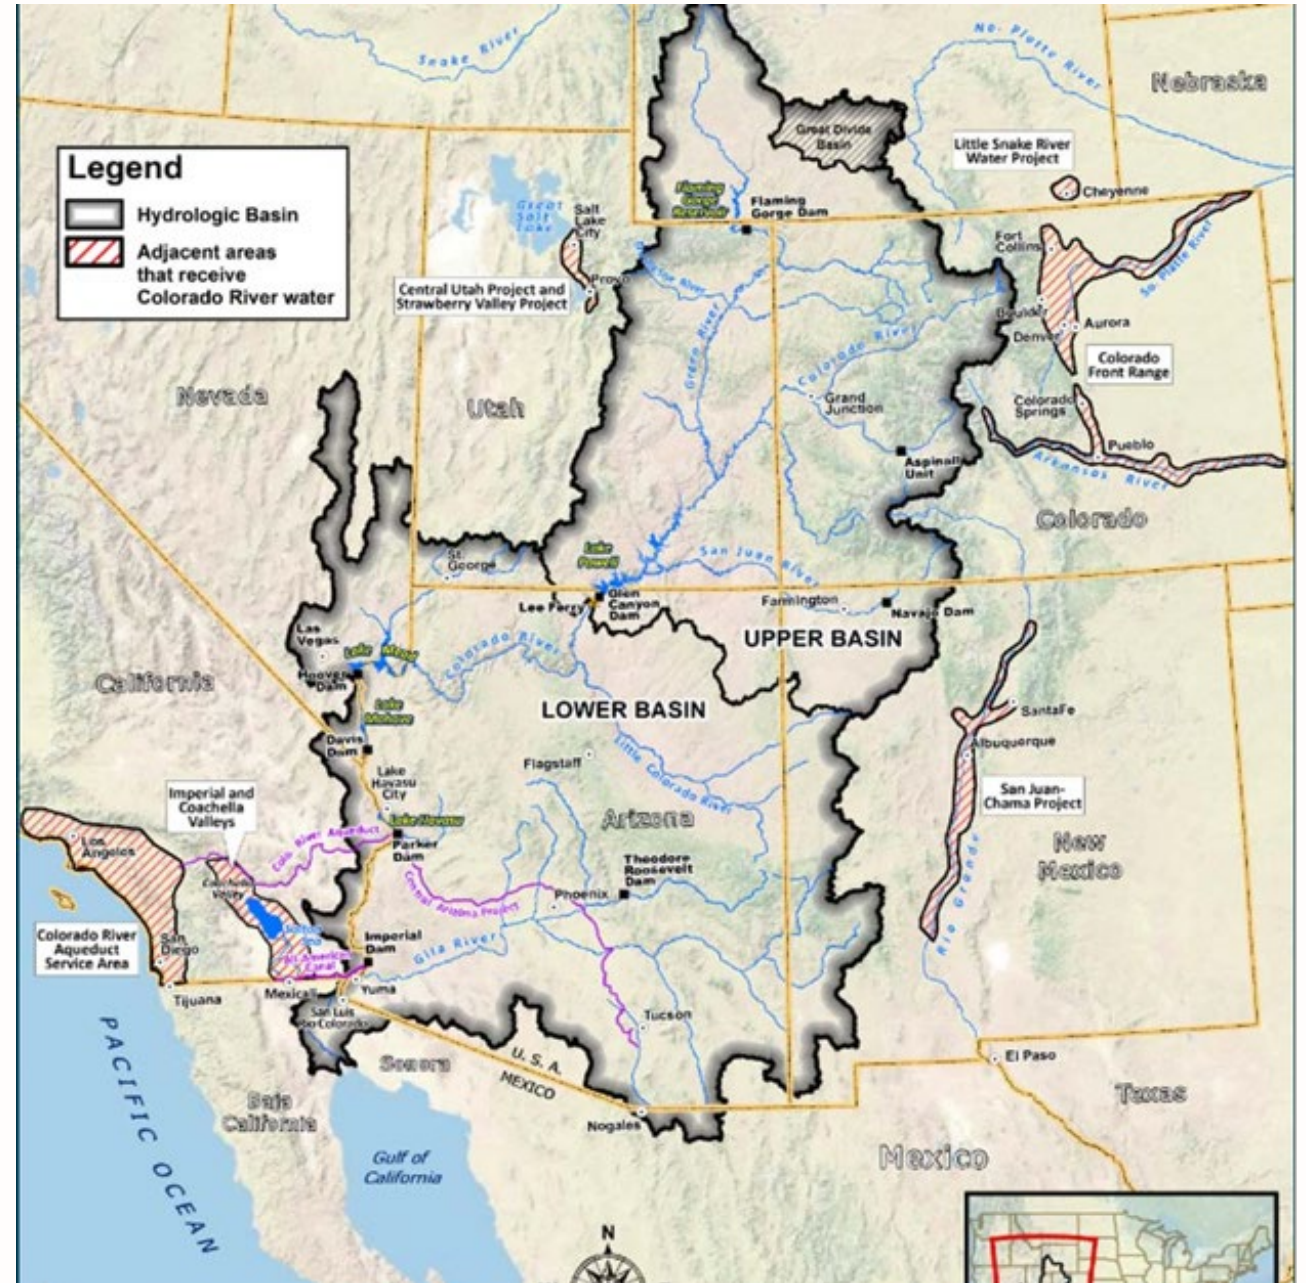 Snake River
No. Platte River
Nebraska
Great Divide
Basin
Little Snake River
Water Project
Cheyenne
Legend
Hydrologic Basin
Adjacent areas
that receive
Colorado River water
Flaming
Gorge
Reservoir
Flaming
Gorge Dam
Great
Salt
Lake
Salt
Lake
City
Provo
Central Utah Project and
Strawberry Valley Project
River
Green River
Colorado River
Fort
Collins
So. Platte River
Boulder
Denver
Aurora
Colorado
Front Range
Colorado
Springs
Pueblo
Arkansas River
Grand
Junction
Aspinall
Unit
Nevada
Utah
Colorado
St.
George
Lake
Powell
San Juan River
Lee Ferry
Glen
Canyon
Dam
Farmington
Navajo Dam
UPPER BASIN
LOWER BASIN
Las
Vegas
Lake Mead
Hoover
Dam
Colorado River
California
Lake
Mohave
Davis
Dam
Lake
Havasu
City
Flagstaff
Little Colorado River
Arizona
SantaFe
Albuquerque
San Juan-
Chama Project
New
Mexico
Rio Grande
Imperial and
Coachella
Valleys
Colo. River Aqueduct
Lake Havasu
Parker
Dam
Los
Angeles
Coachella
Valley
Salton
Sea
Central Arizona Project
Phoenix
Theodore
Roosevelt
Dam
Colorado River
Aqueduct
Service Area
San
Diego
All-American
Canal
Imperial
Dam
Gila River
Tijuana
Mexicali
Yuma
San Luis
Rio Colorado
Tucson
Sonora
U. S. A.
MEXICO
Baja
California
Nogales
El Paso
Texas
Mexico
PACIFIC OCEAN
Gulf of
California
N